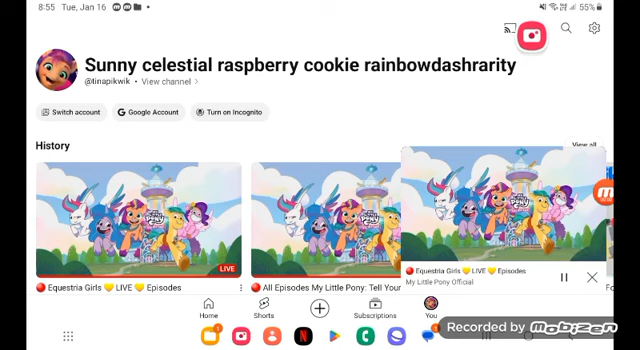 8:55 Tue, Jan 16
55%
Sunny celestial raspberry cookie rainbowdashrarity
@tinapikwik • View channel
Switch account
Google Account
Turn on Incognito
History
View all
LIVE
🔴 Equestria Girls 💛 LIVE 💛 Episodes
🔴 All Episodes My Little Pony: Tell Your
🔴 Equestria Girls 💛 LIVE 💛 Episodes
My Little Pony Official
Home
Shorts
Subscriptions
You
Recorded by Mobizen